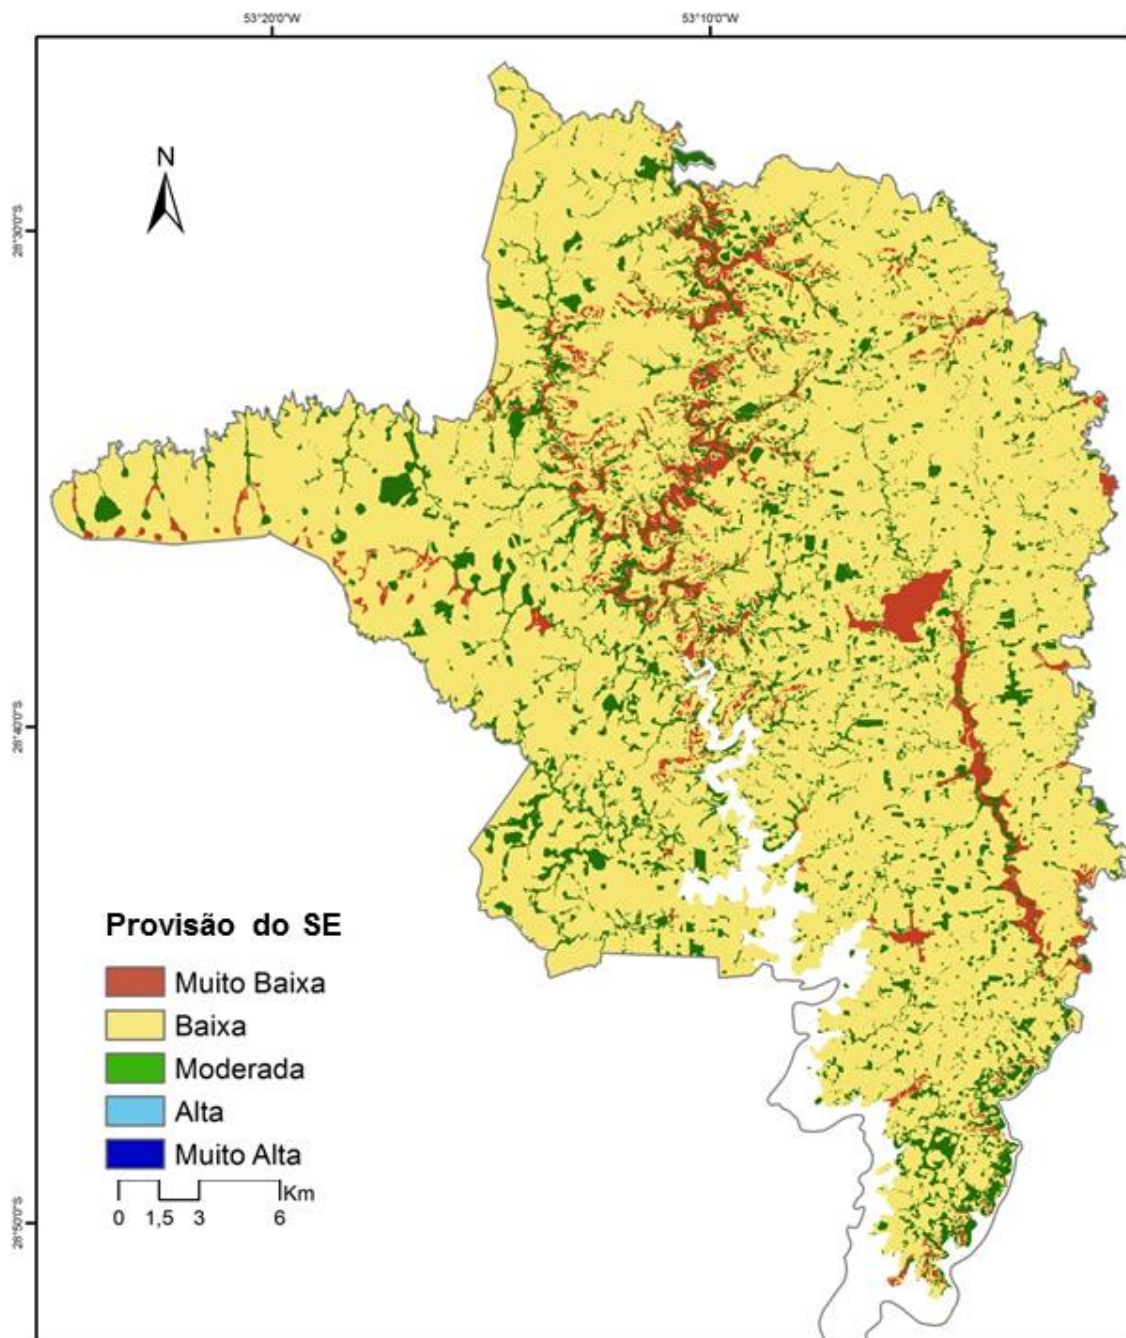 53°20'0"W
53°10'0"W
N
28°30'0"S
28°40'0"S
28°50'0"S
Provisão do SE
Muito Baixa
Baixa
Moderada
Alta
Muito Alta
Km
0 1,5 3 6